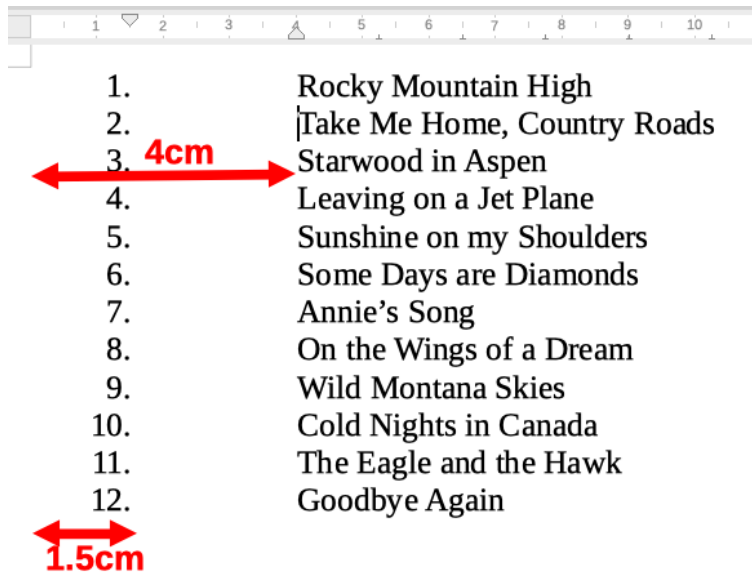 1 2 3 4 5 6 7 8 9 10
1. Rocky Mountain High
2. Take Me Home, Country Roads
3. Starwood in Aspen
4cm
4. Leaving on a Jet Plane
5. Sunshine on my Shoulders
6. Some Days are Diamonds
7. Annie’s Song
8. On the Wings of a Dream
9. Wild Montana Skies
10. Cold Nights in Canada
11. The Eagle and the Hawk
12. Goodbye Again
1.5cm